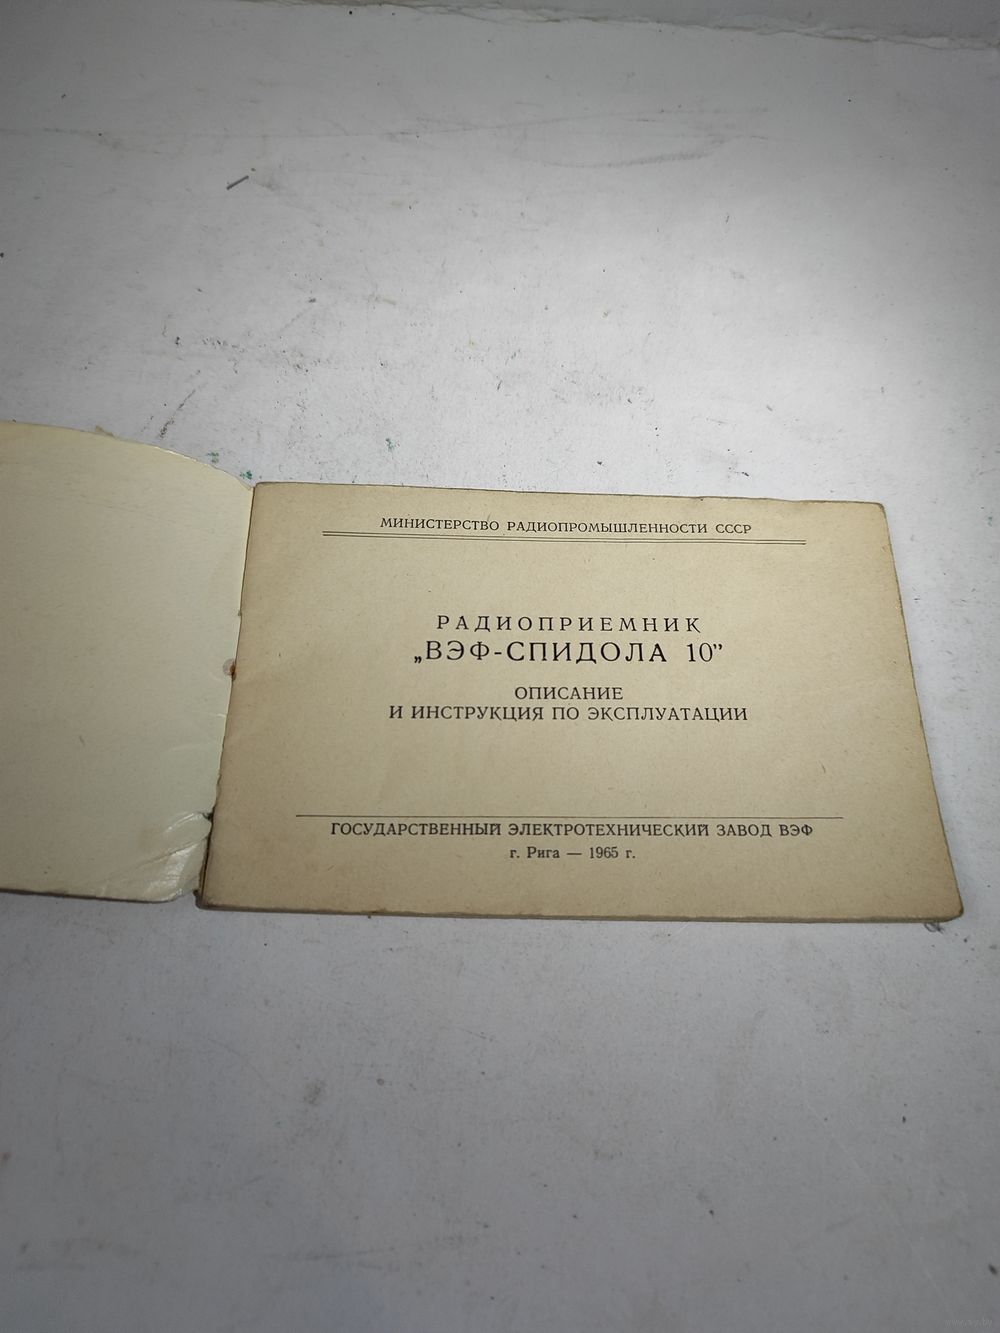 МИНИСТЕРСТВО РАДИОПРОМЫШЛЕННОСТИ СССР
РАДИОПРИЕМНИК
„ВЭФ-СПИДОЛА 10”
ОПИСАНИЕ
И ИНСТРУКЦИЯ ПО ЭКСПЛУАТАЦИИ
ГОСУДАРСТВЕННЫЙ ЭЛЕКТРОТЕХНИЧЕСКИЙ ЗАВОД ВЭФ
г. Рига — 1965 г.